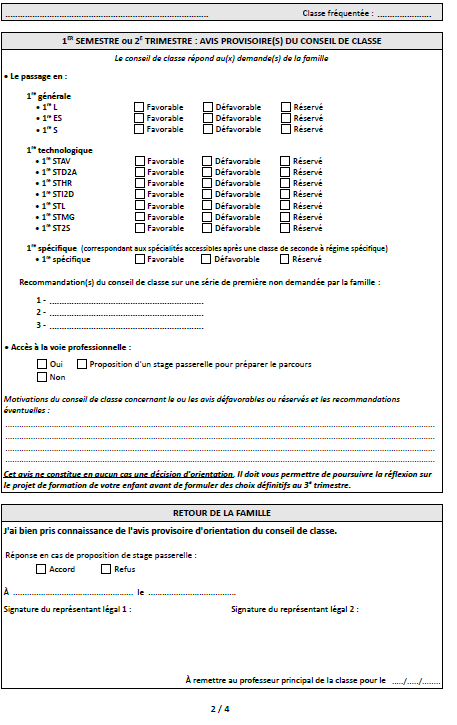 ................................................................................ Classe fréquentée : ......................
1ER SEMESTRE ou 2E TRIMESTRE : AVIS PROVISOIRE(S) DU CONSEIL DE CLASSE
Le conseil de classe répond au(x) demande(s) de la famille
• Le passage en :
1re générale
• 1re L ☐ Favorable ☐ Défavorable ☐ Réservé
• 1re ES ☐ Favorable ☐ Défavorable ☐ Réservé
• 1re S ☐ Favorable ☐ Défavorable ☐ Réservé
1re technologique
• 1re STAV ☐ Favorable ☐ Défavorable ☐ Réservé
• 1re STD2A ☐ Favorable ☐ Défavorable ☐ Réservé
• 1re STHR ☐ Favorable ☐ Défavorable ☐ Réservé
• 1re STI2D ☐ Favorable ☐ Défavorable ☐ Réservé
• 1re STL ☐ Favorable ☐ Défavorable ☐ Réservé
• 1re STMG ☐ Favorable ☐ Défavorable ☐ Réservé
• 1re ST2S ☐ Favorable ☐ Défavorable ☐ Réservé
1re spécifique (correspondant aux spécialités accessibles après une classe de seconde à régime spécifique)
• 1re spécifique ☐ Favorable ☐ Défavorable ☐ Réservé
Recommandation(s) du conseil de classe sur une série de première non demandée par la famille :
1 - ...............................................................
2 - ...............................................................
3 - ...............................................................
• Accès à la voie professionnelle :
☐ Oui ☐ Proposition d'un stage passerelle pour préparer le parcours
☐ Non
Motivations du conseil de classe concernant le ou les avis défavorables ou réservés et les recommandations
éventuelles :
................................................................................
................................................................................
................................................................................
................................................................................
Cet avis ne constitue en aucun cas une décision d'orientation. Il doit vous permettre de poursuivre la réflexion sur
le projet de formation de votre enfant avant de formuler des choix définitifs au 3e trimestre.
RETOUR DE LA FAMILLE
J'ai bien pris connaissance de l'avis provisoire d'orientation du conseil de classe.
Réponse en cas de proposition de stage passerelle :
☐ Accord ☐ Refus
À .................................................. le ....................................
Signature du représentant légal 1 : Signature du représentant légal 2 :
À remettre au professeur principal de la classe pour le ...../...../........
2 / 4